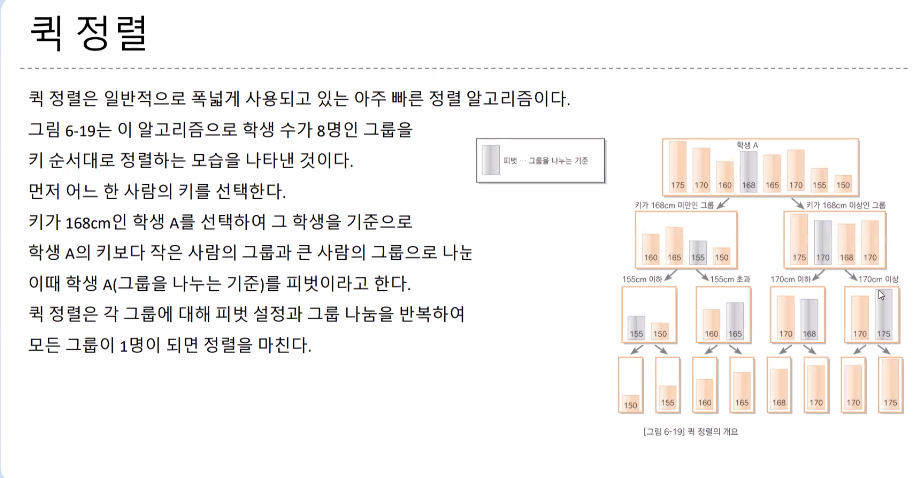 퀵 정렬
퀵 정렬은 일반적으로 폭넓게 사용되고 있는 아주 빠른 정렬 알고리즘이다.
그림 6-19는 이 알고리즘으로 학생 수가 8명인 그룹을
키 순서대로 정렬하는 모습을 나타낸 것이다.
먼저 어느 한 사람의 키를 선택한다.
키가 168cm인 학생 A를 선택하여 그 학생을 기준으로
학생 A의 키보다 작은 사람의 그룹과 큰 사람의 그룹으로 나눈
이때 학생 A(그룹을 나누는 기준)를 피벗이라고 한다.
퀵 정렬은 각 그룹에 대해 피벗 설정과 그룹 나눔을 반복하여
모든 그룹이 1명이 되면 정렬을 마친다.
피벗 ··· 그룹을 나누는 기준
학생 A
175 170 160 168 165 170 155 150
키가 168cm 미만인 그룹 키가 168cm 이상인 그룹
160 165 155 150 175 170 168 170
155cm 이하 155cm 초과 170cm 이하 170cm 이상
155 150 160 165 170 168 170 175
150 155 160 165 168 170 170 175
[그림 6-19] 퀵 정렬의 개요